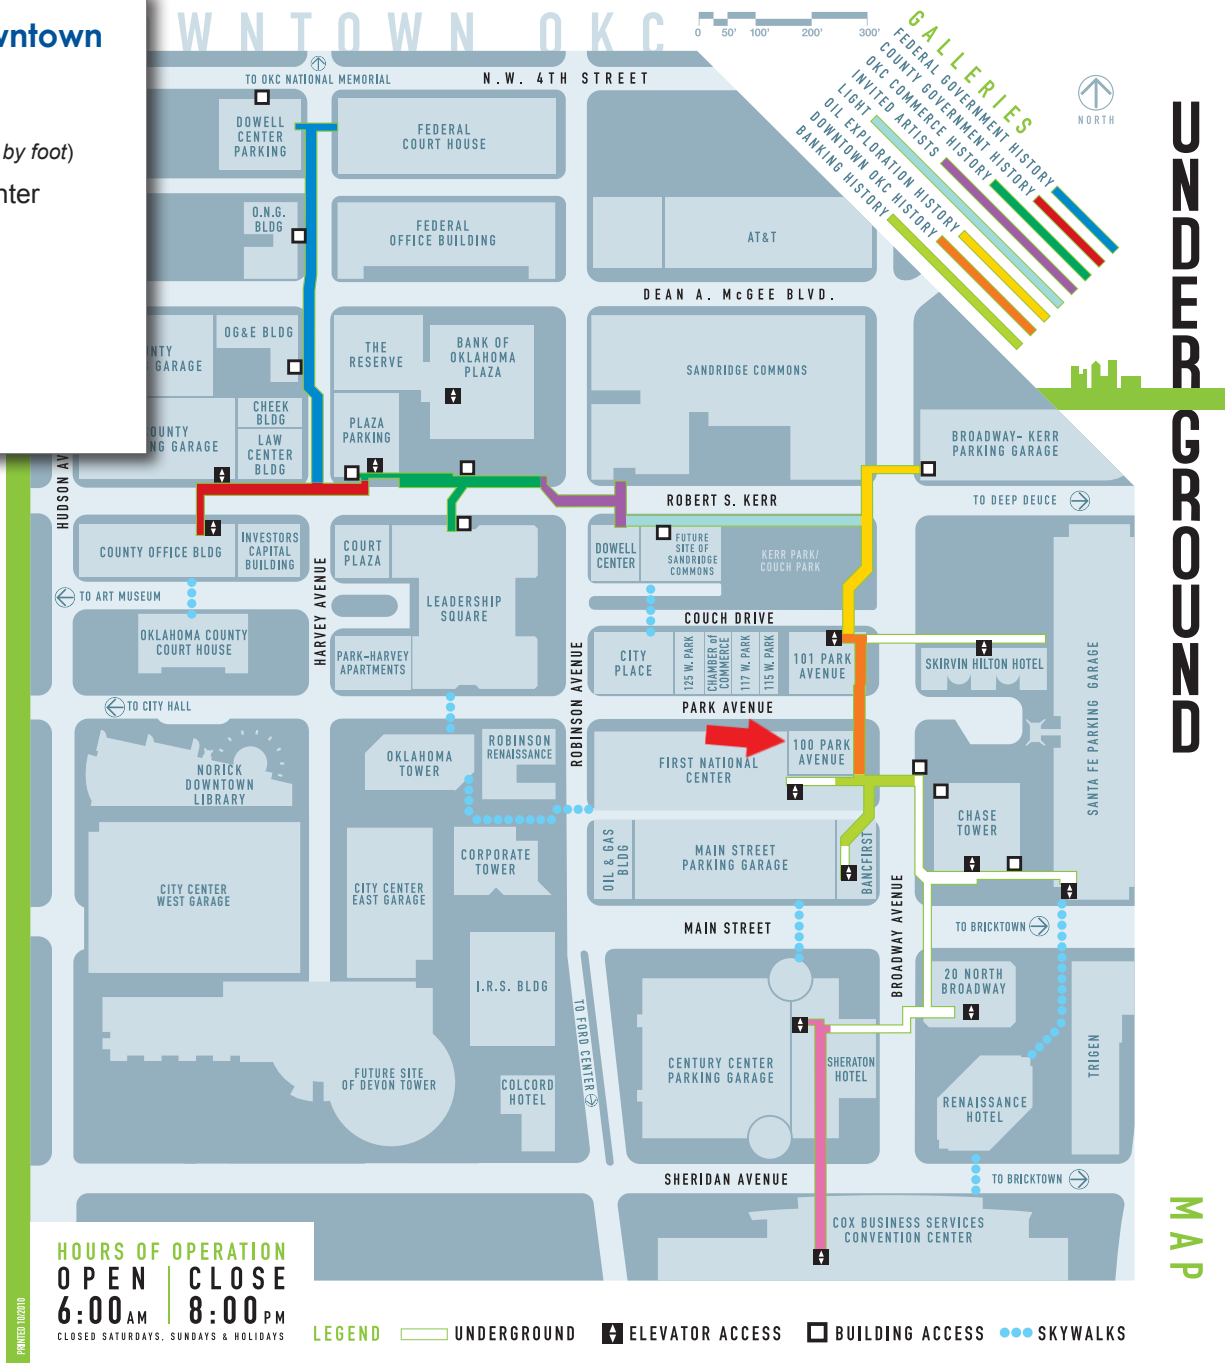 wntown
by foot)
nter
WNTOWN OKC
0 50' 100' 200' 300'
GALLERIES
FEDERAL GOVERNMENT HISTORY
COUNTY GOVERNMENT HISTORY
OKC COMMERCE HISTORY
INVITED ARTISTS
LIGHT
OIL EXPLORATION HISTORY
DOWNTOWN OKC HISTORY
BANKING HISTORY
NORTH
UNDERGROUND
MAP
TO OKC NATIONAL MEMORIAL
N.W. 4TH STREET
DOWELL
CENTER
PARKING
FEDERAL
COURT HOUSE
O.N.G.
BLDG
FEDERAL
OFFICE BUILDING
AT&T
DEAN A. McGEE BLVD.
NTY
GARAGE
OG&E BLDG
THE
RESERVE
BANK OF
OKLAHOMA
PLAZA
SANDRIDGE COMMONS
CHEEK
BLDG
OUNTY
NG GARAGE
LAW
CENTER
BLDG
PLAZA
PARKING
BROADWAY- KERR
PARKING GARAGE
HUDSON AV
ROBERT S. KERR
TO DEEP DEUCE
COUNTY OFFICE BLDG
INVESTORS
CAPITAL
BUILDING
COURT
PLAZA
DOWELL
CENTER
FUTURE
SITE OF
SANDRIDGE
COMMONS
KERR PARK/
COUCH PARK
HARVEY AVENUE
TO ART MUSEUM
LEADERSHIP
SQUARE
COUCH DRIVE
OKLAHOMA COUNTY
COURT HOUSE
PARK-HARVEY
APARTMENTS
ROBINSON AVENUE
CITY
PLACE
125 W. PARK
CHAMBER of
COMMERCE
117 W. PARK
115 W. PARK
101 PARK
AVENUE
SKIRVIN HILTON HOTEL
SANTA FE PARKING GARAGE
TO CITY HALL
PARK AVENUE
NORICK
DOWNTOWN
LIBRARY
OKLAHOMA
TOWER
ROBINSON
RENAISSANCE
FIRST NATIONAL
CENTER
100 PARK
AVENUE
CHASE
TOWER
CORPORATE
TOWER
OIL & GAS
BLDG
MAIN STREET
PARKING GARAGE
BANCFIRST
CITY CENTER
WEST GARAGE
CITY CENTER
EAST GARAGE
BROADWAY AVENUE
MAIN STREET
TO BRICKTOWN
I.R.S. BLDG
20 NORTH
BROADWAY
TO FORD CENTER
FUTURE SITE
OF DEVON TOWER
COLCORD
HOTEL
CENTURY CENTER
PARKING GARAGE
SHERATON
HOTEL
RENAISSANCE
HOTEL
TRIGEN
SHERIDAN AVENUE
TO BRICKTOWN
COX BUSINESS SERVICES
CONVENTION CENTER
HOURS OF OPERATION
OPEN CLOSE
6:00 AM 8:00 PM
CLOSED SATURDAYS, SUNDAYS & HOLIDAYS
PRINTED 10/2010
LEGEND UNDERGROUND ELEVATOR ACCESS BUILDING ACCESS SKYWALKS